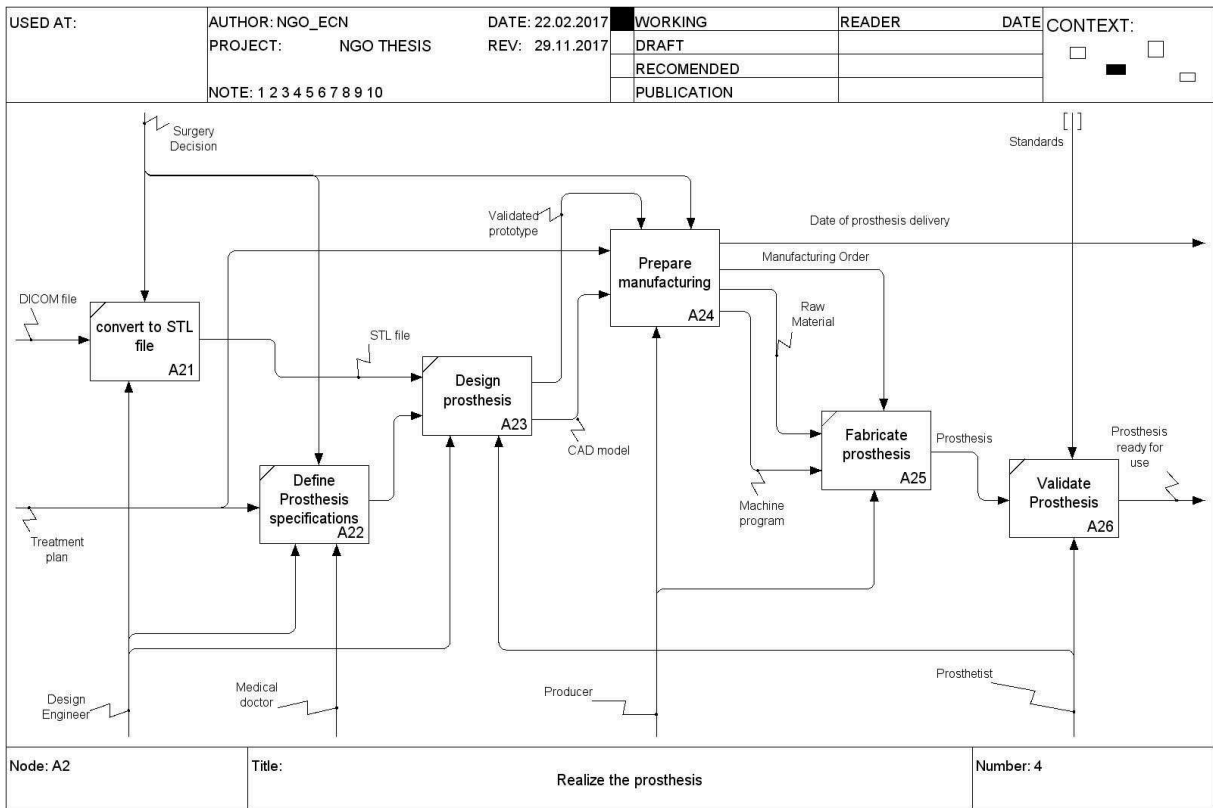 USED AT:
AUTHOR: NGO_ECN
DATE: 22.02.2017
WORKING
READER
DATE
CONTEXT:
PROJECT: NGO THESIS
REV: 29.11.2017
DRAFT
RECOMENDED
NOTE: 1 2 3 4 5 6 7 8 9 10
PUBLICATION
Surgery
Decision
Standards
Validated
prototype
Date of prosthesis delivery
Prepare
manufacturing
A24
Manufacturing Order
DICOM file
convert to STL
file
A21
STL file
Raw
Material
Design
prosthesis
A23
CAD model
Fabricate
prosthesis
A25
Prosthesis
Prosthesis
ready for
use
Define
Prosthesis
specifications
A22
Validate
Prosthesis
A26
Machine
program
Treatment
plan
Design
Engineer
Medical
doctor
Producer
Prosthetist
Node: A2
Title:
Realize the prosthesis
Number: 4